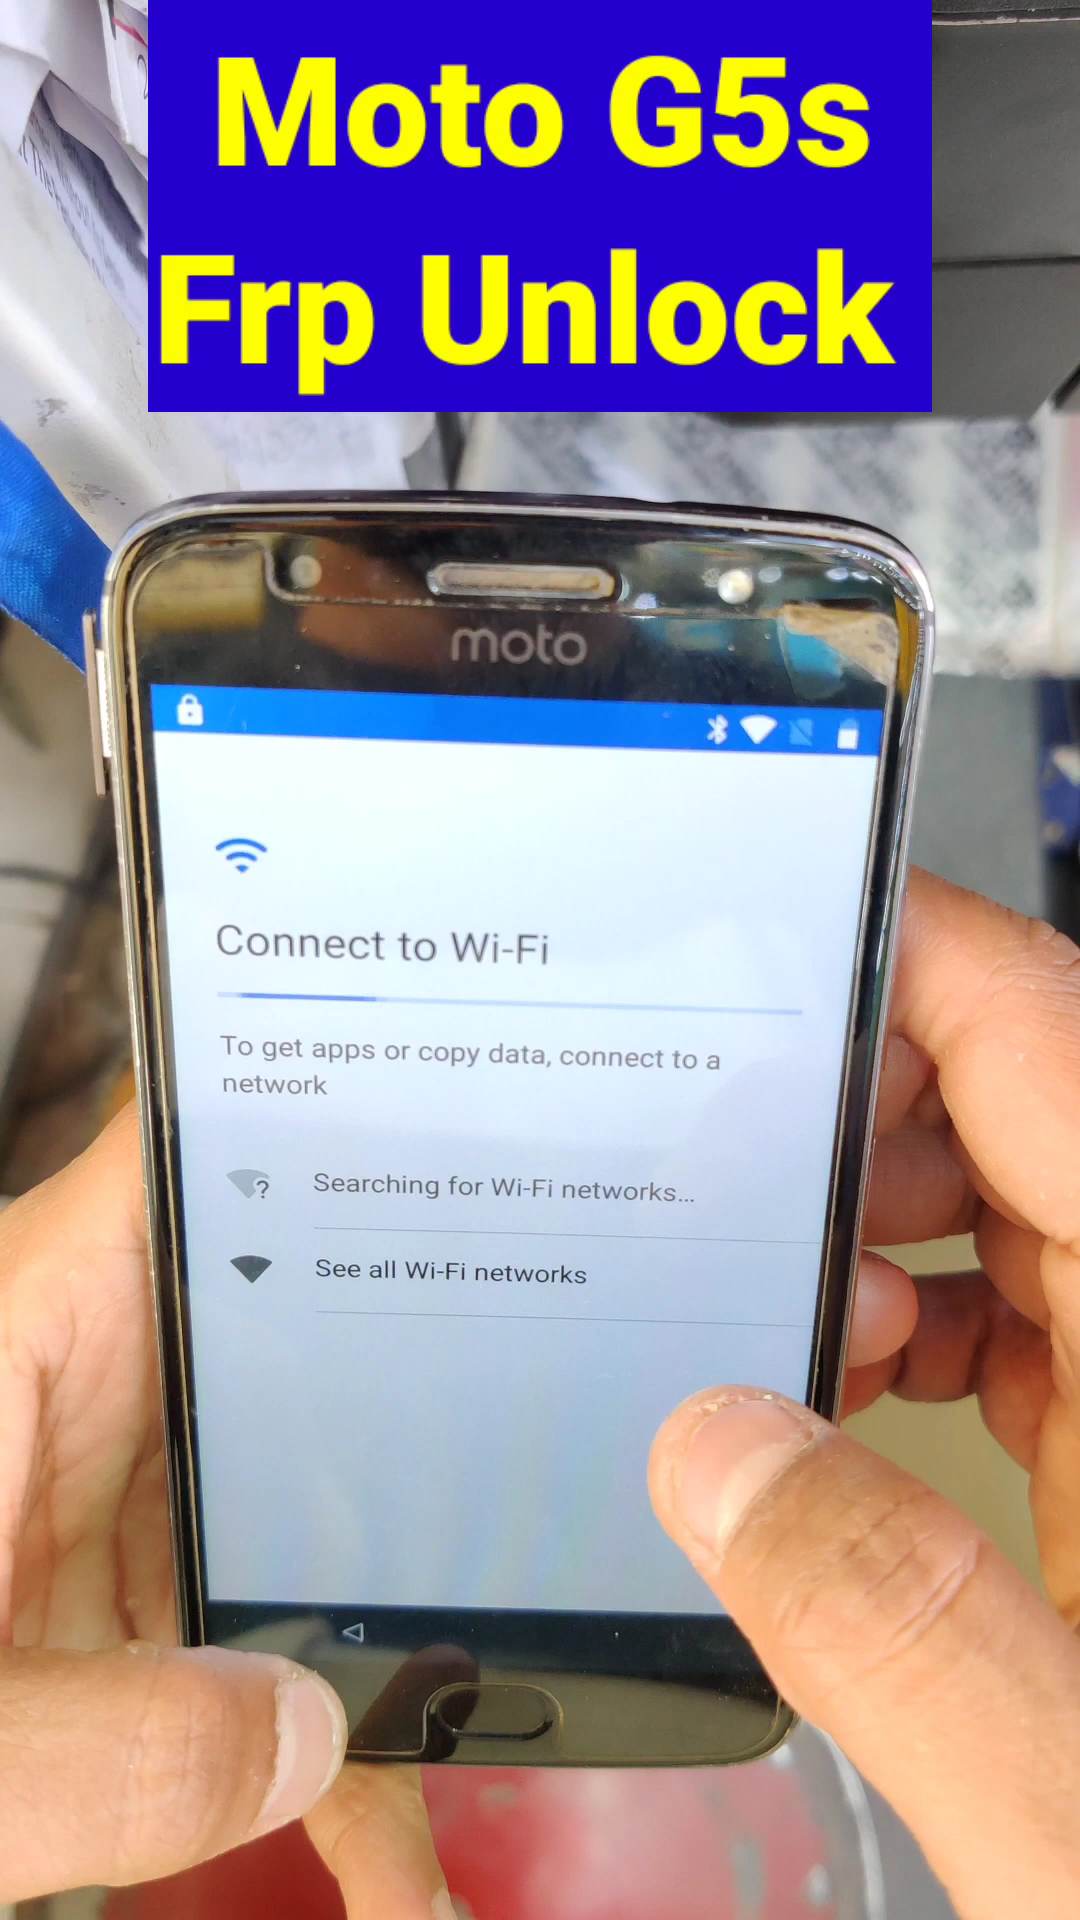 Moto G5s
Frp Unlock
moto
Connect to Wi-Fi
To get apps or copy data, connect to a
network
Searching for Wi-Fi networks...
See all Wi-Fi networks